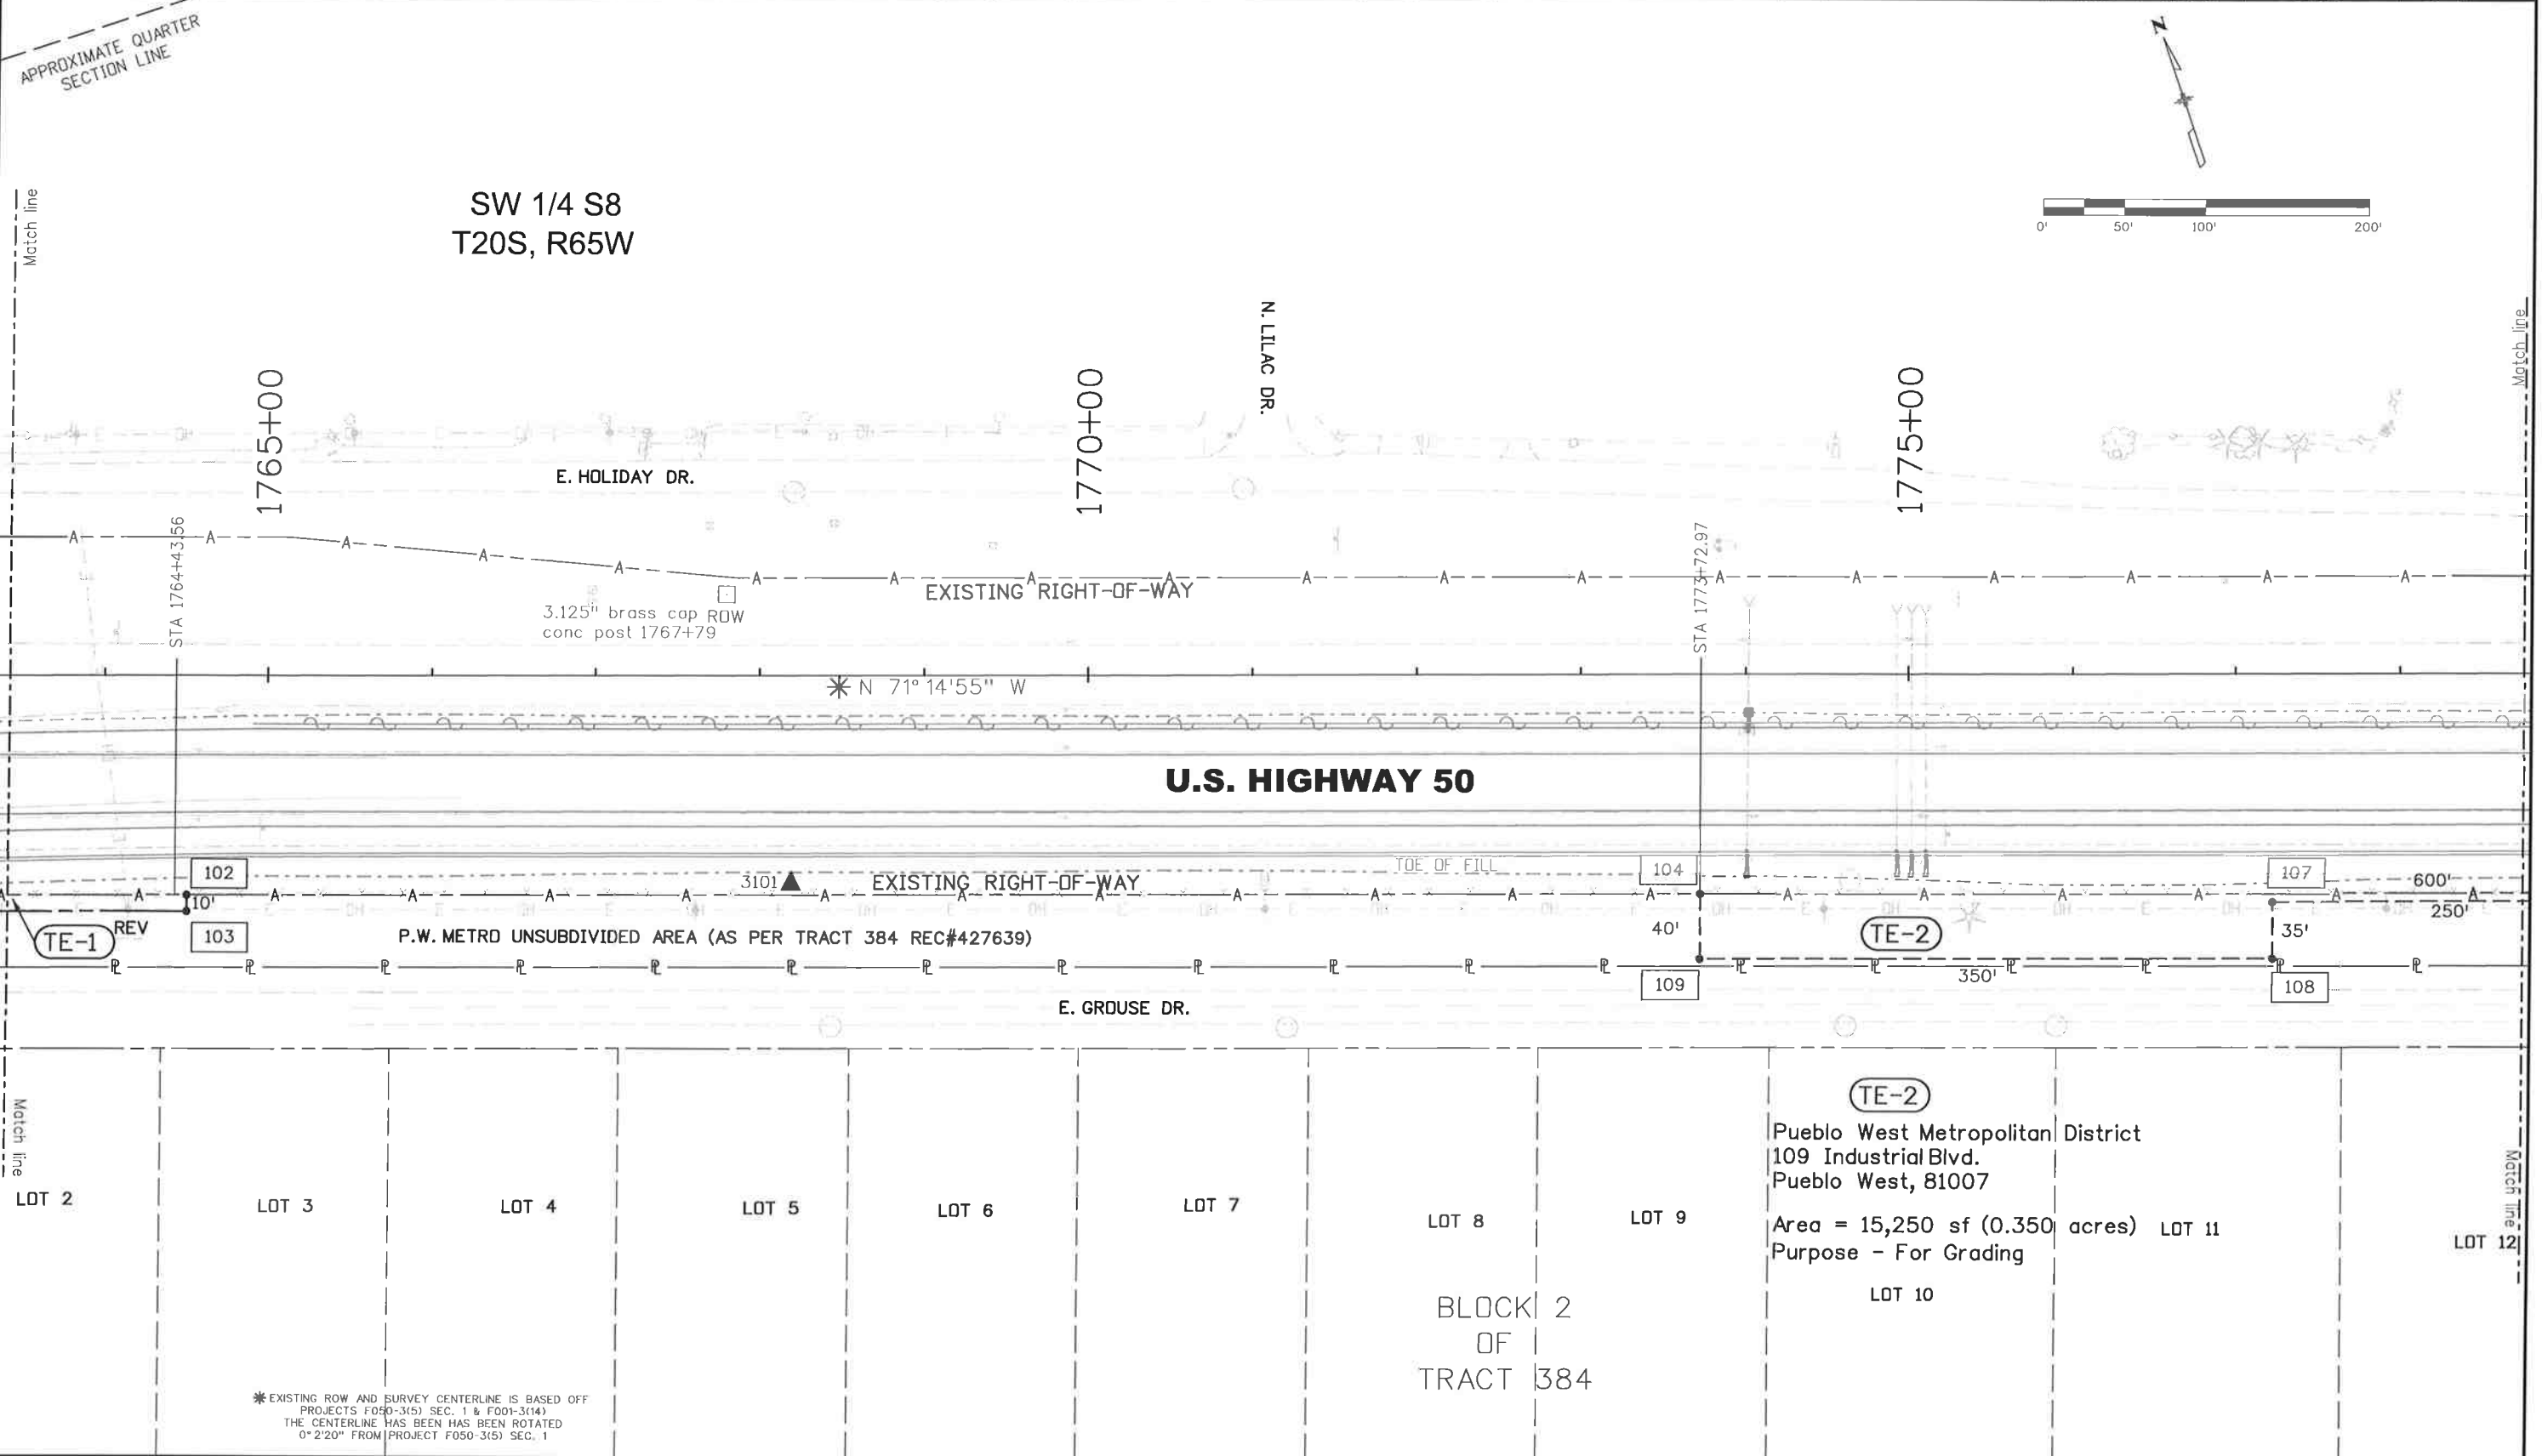 APPROXIMATE QUARTER
SECTION LINE
N
0' 50' 100' 200'
Match line
SW 1/4 S8
T20S, R65W
Match line
N. LILAC DR.
1765+00
1770+00
1775+00
E. HOLIDAY DR.
STA 1764+43.56
STA 1773+72.97
A A A A A A A A A A A A A A A A A A
EXISTING RIGHT-OF-WAY
3.125" brass cap ROW
conc post 1767+79
* N 71° 14'55" W
U.S. HIGHWAY 50
TOE OF FILL
102
3101
EXISTING RIGHT-OF-WAY
104
107
600'
250'
10'
TE-1
REV
103
P.W. METRO UNSUBDIVIDED AREA (AS PER TRACT 384 REC#427639)
40'
TE-2
35'
350'
109
108
E. GROUSE DR.
Match line
Match line
LOT 2
LOT 3
LOT 4
LOT 5
LOT 6
LOT 7
LOT 8
LOT 9
TE-2
Pueblo West Metropolitan District
109 Industrial Blvd.
Pueblo West, 81007
Area = 15,250 sf (0.350 acres)
Purpose - For Grading
LOT 10
LOT 11
LOT 12
BLOCK 2
OF
TRACT 384
* EXISTING ROW AND SURVEY CENTERLINE IS BASED OFF
PROJECTS F050-3(5) SEC. 1 & F001-3(14)
THE CENTERLINE HAS BEEN HAS BEEN ROTATED
0° 2'20" FROM PROJECT F050-3(5) SEC. 1